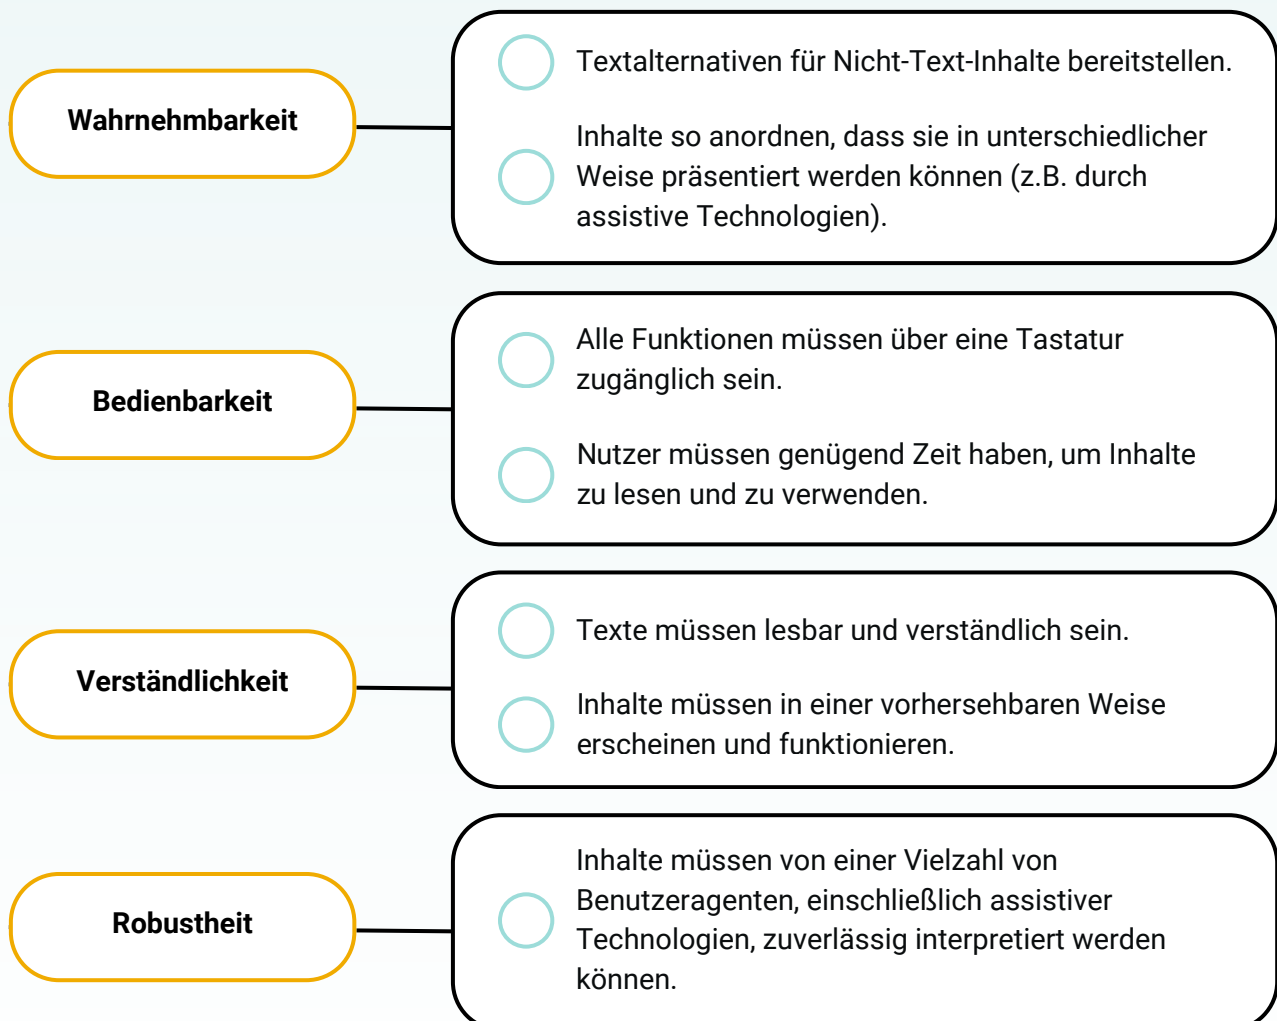 Wahrnehmbarkeit
Textalternativen für Nicht-Text-Inhalte bereitstellen.
Inhalte so anordnen, dass sie in unterschiedlicher
Weise präsentiert werden können (z.B. durch
assistive Technologien).
Bedienbarkeit
Alle Funktionen müssen über eine Tastatur
zugänglich sein.
Nutzer müssen genügend Zeit haben, um Inhalte
zu lesen und zu verwenden.
Verständlichkeit
Texte müssen lesbar und verständlich sein.
Inhalte müssen in einer vorhersehbaren Weise
erscheinen und funktionieren.
Robustheit
Inhalte müssen von einer Vielzahl von
Benutzeragenten, einschließlich assistiver
Technologien, zuverlässig interpretiert werden
können.